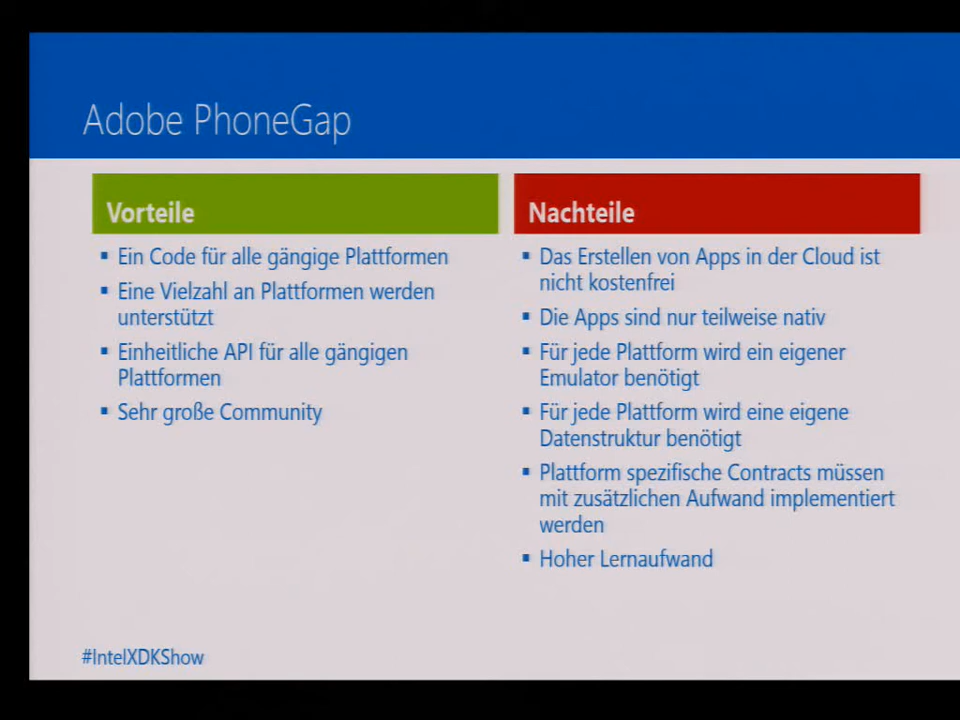 Adobe PhoneGap
Vorteile
▪ Ein Code für alle gängige Plattformen
▪ Eine Vielzahl an Plattformen werden
unterstützt
▪ Einheitliche API für alle gängigen
Plattformen
▪ Sehr große Community
Nachteile
▪ Das Erstellen von Apps in der Cloud ist
nicht kostenfrei
▪ Die Apps sind nur teilweise nativ
▪ Für jede Plattform wird ein eigener
Emulator benötigt
▪ Für jede Plattform wird eine eigene
Datenstruktur benötigt
▪ Plattform spezifische Contracts müssen
mit zusätzlichen Aufwand implementiert
werden
▪ Hoher Lernaufwand
#IntelXDKShow